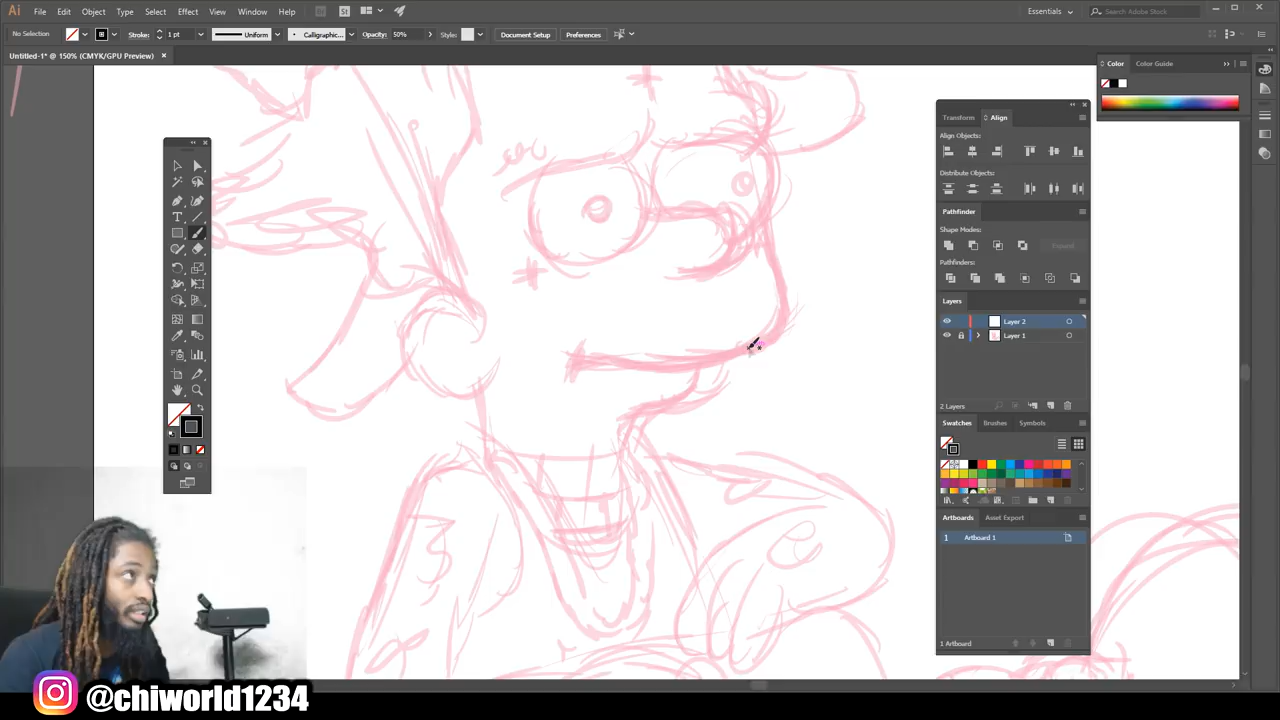 Ai File Edit Object Type Select Effect View Window Help Br St Essentials Search Adobe Stock
No Selection Stroke: 1 pt Uniform Calligraphic... Opacity: 50% Style: Document Setup Preferences
Untitled-1* @ 150% (CMYK/GPU Preview) ×
Color Color Guide
Transform Align
Align Objects:
Distribute Objects:
Pathfinder
Shape Modes:
Expand
Pathfinders:
Layers
Layer 2
Layer 1
2 Layers
Swatches Brushes Symbols
Artboards Asset Export
1 Artboard 1
1 Artboard
@chiworld1234